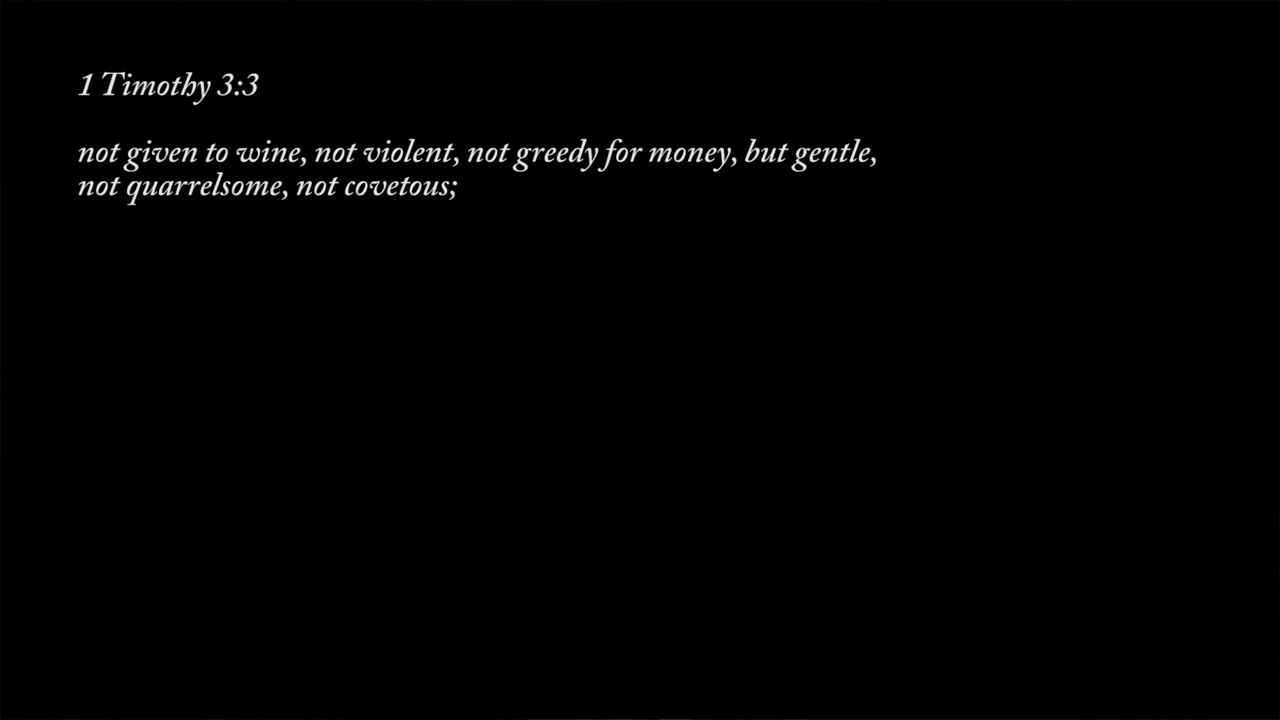 1 Timothy 3:3
not given to wine, not violent, not greedy for money, but gentle,
not quarrelsome, not covetous;